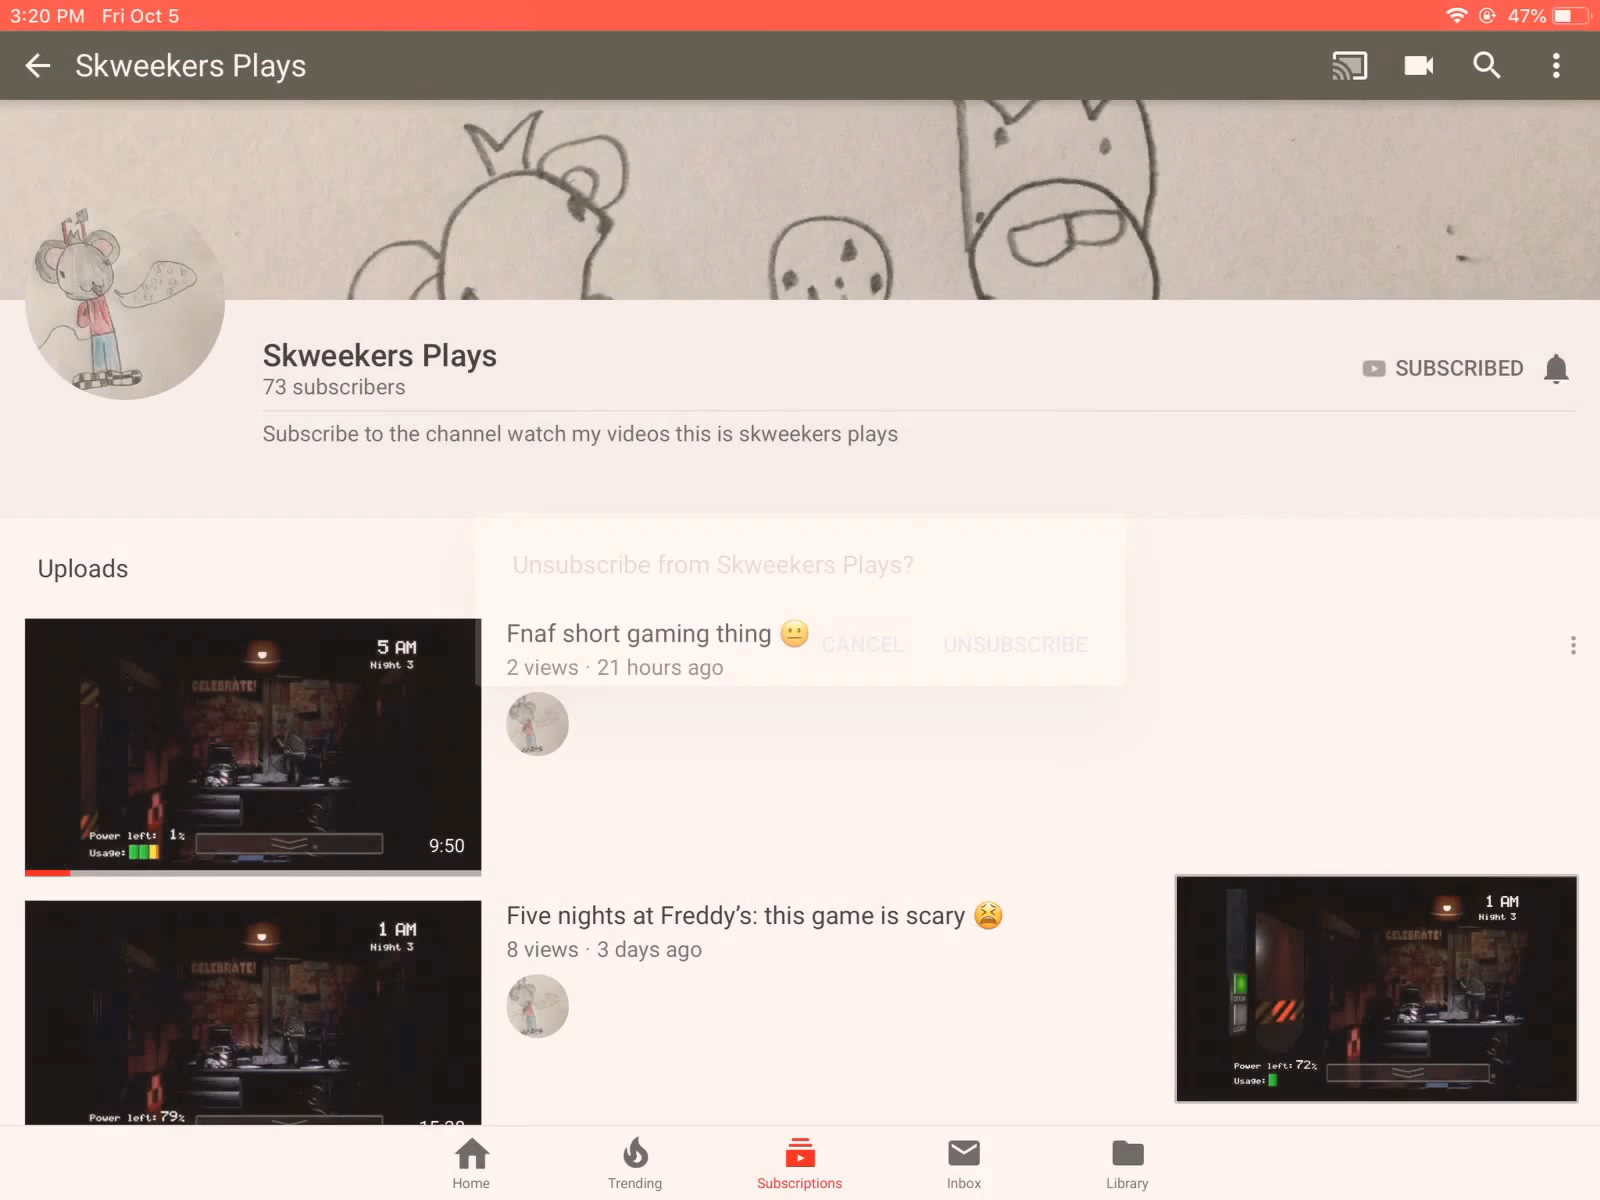 3:20 PM Fri Oct 5
47%
Skweekers Plays
Skweekers Plays
73 subscribers
SUBSCRIBED
Subscribe to the channel watch my videos this is skweekers plays
Uploads
Unsubscribe from Skweekers Plays?
CANCEL UNSUBSCRIBE
5 AM
Night 3
CELEBRATE!
Power left: 1%
Usage:
9:50
Fnaf short gaming thing 😐
2 views · 21 hours ago
1 AM
Night 3
CELEBRATE!
Power left: 79%
Five nights at Freddy’s: this game is scary 😫
8 views · 3 days ago
1 AM
Night 3
CELEBRATE!
DOOR
LIGHT
Power left: 72%
Usage:
Home
Trending
Subscriptions
Inbox
Library